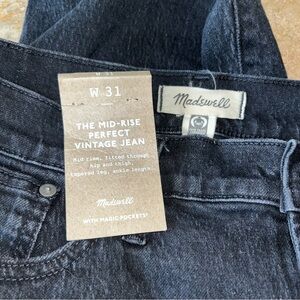 W 31
THE MID-RISE
PERFECT
VINTAGE JEAN
Mid rise, fitted through
hip and thigh,
tapered leg, ankle length.
Madewell
WITH MAGIC POCKETS!
Madewell